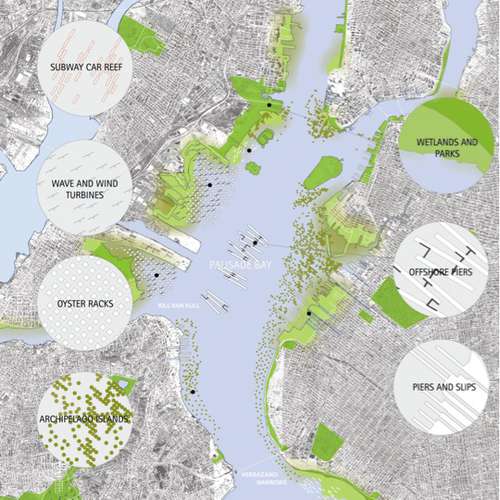 SUBWAY CAR REEF
WETLANDS AND
PARKS
WAVE AND WIND
TURBINES
PALISADE BAY
OFFSHORE PIERS
OYSTER RACKS
KILL VAN KULL
PIERS AND SLIPS
ARCHIPELAGO ISLANDS
VERRAZANO
NARROWS